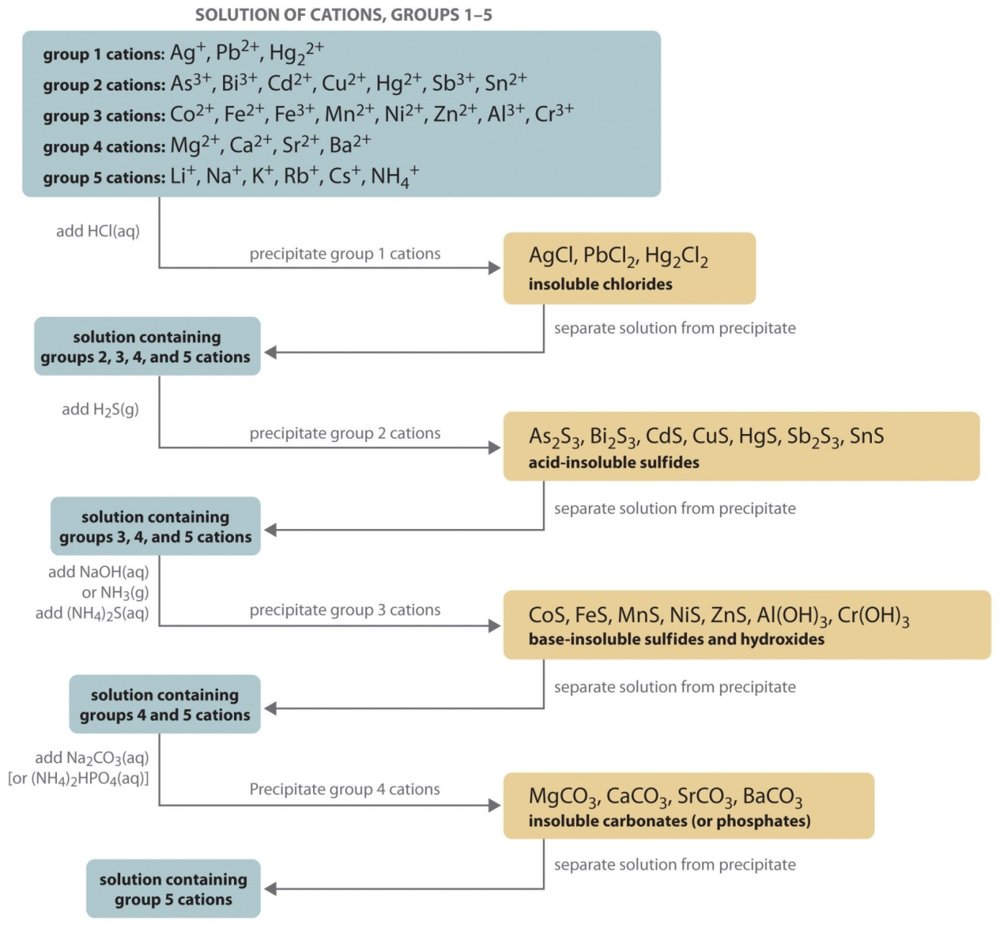 SOLUTION OF CATIONS, GROUPS 1–5
group 1 cations: Ag⁺, Pb²⁺, Hg₂²⁺
group 2 cations: As³⁺, Bi³⁺, Cd²⁺, Cu²⁺, Hg²⁺, Sb³⁺, Sn²⁺
group 3 cations: Co²⁺, Fe²⁺, Fe³⁺, Mn²⁺, Ni²⁺, Zn²⁺, Al³⁺, Cr³⁺
group 4 cations: Mg²⁺, Ca²⁺, Sr²⁺, Ba²⁺
group 5 cations: Li⁺, Na⁺, K⁺, Rb⁺, Cs⁺, NH₄⁺
add HCl(aq)
precipitate group 1 cations
AgCl, PbCl₂, Hg₂Cl₂
insoluble chlorides
separate solution from precipitate
solution containing
groups 2, 3, 4, and 5 cations
add H₂S(g)
precipitate group 2 cations
As₂S₃, Bi₂S₃, CdS, CuS, HgS, Sb₂S₃, SnS
acid-insoluble sulfides
separate solution from precipitate
solution containing
groups 3, 4, and 5 cations
add NaOH(aq)
or NH₃(g)
add (NH₄)₂S(aq)
precipitate group 3 cations
CoS, FeS, MnS, NiS, ZnS, Al(OH)₃, Cr(OH)₃
base-insoluble sulfides and hydroxides
separate solution from precipitate
solution containing
groups 4 and 5 cations
add Na₂CO₃(aq)
[or (NH₄)₂HPO₄(aq)]
Precipitate group 4 cations
MgCO₃, CaCO₃, SrCO₃, BaCO₃
insoluble carbonates (or phosphates)
separate solution from precipitate
solution containing
group 5 cations